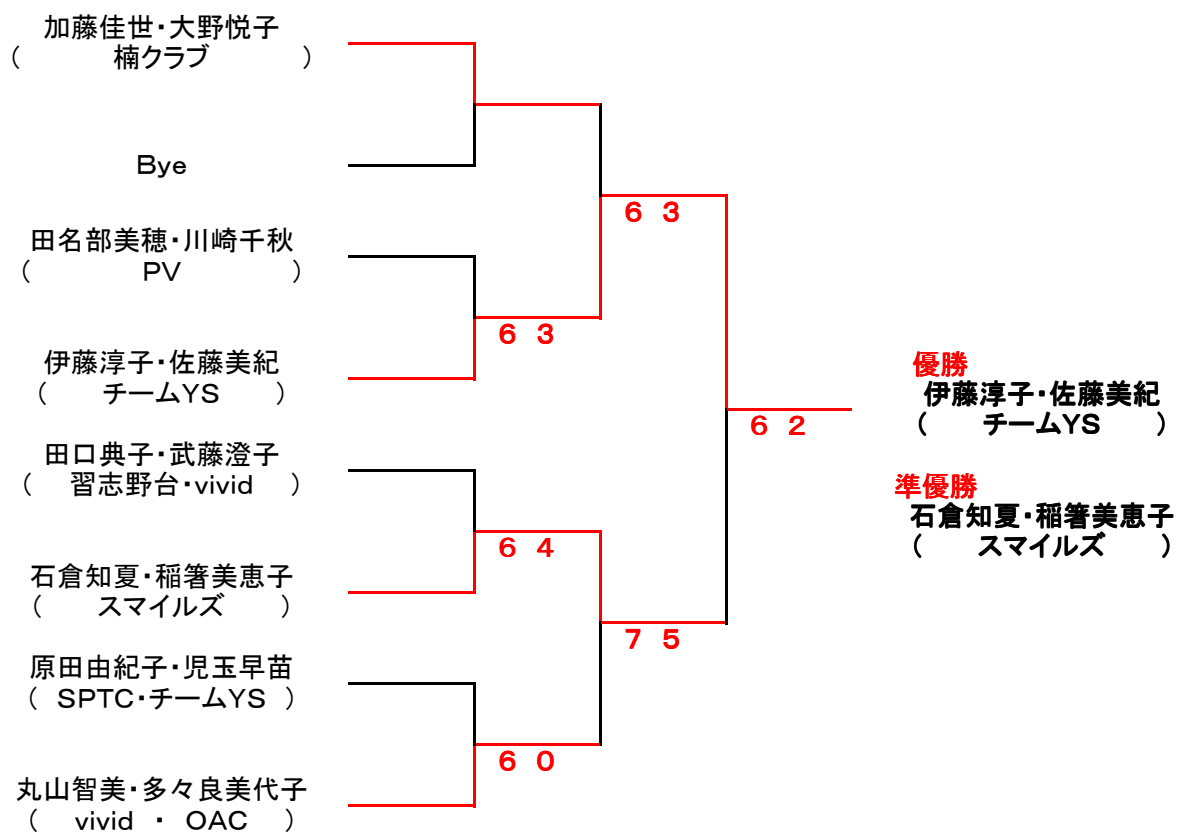 加藤佳世・大野悦子
(　楠クラブ　)
Bye
田名部美穂・川崎千秋
(　PV　)
伊藤淳子・佐藤美紀
(　チームYS　)
田口典子・武藤澄子
(　習志野台・vivid　)
石倉知夏・稲箸美恵子
(　スマイルズ　)
原田由紀子・児玉早苗
(　SPTC・チームYS　)
丸山智美・多々良美代子
(　vivid　・　OAC　)
６　３
６　４
６　０
６　３
７　５
６　２
優勝
伊藤淳子・佐藤美紀
(　チームYS　)
準優勝
石倉知夏・稲箸美恵子
(　スマイルズ　)